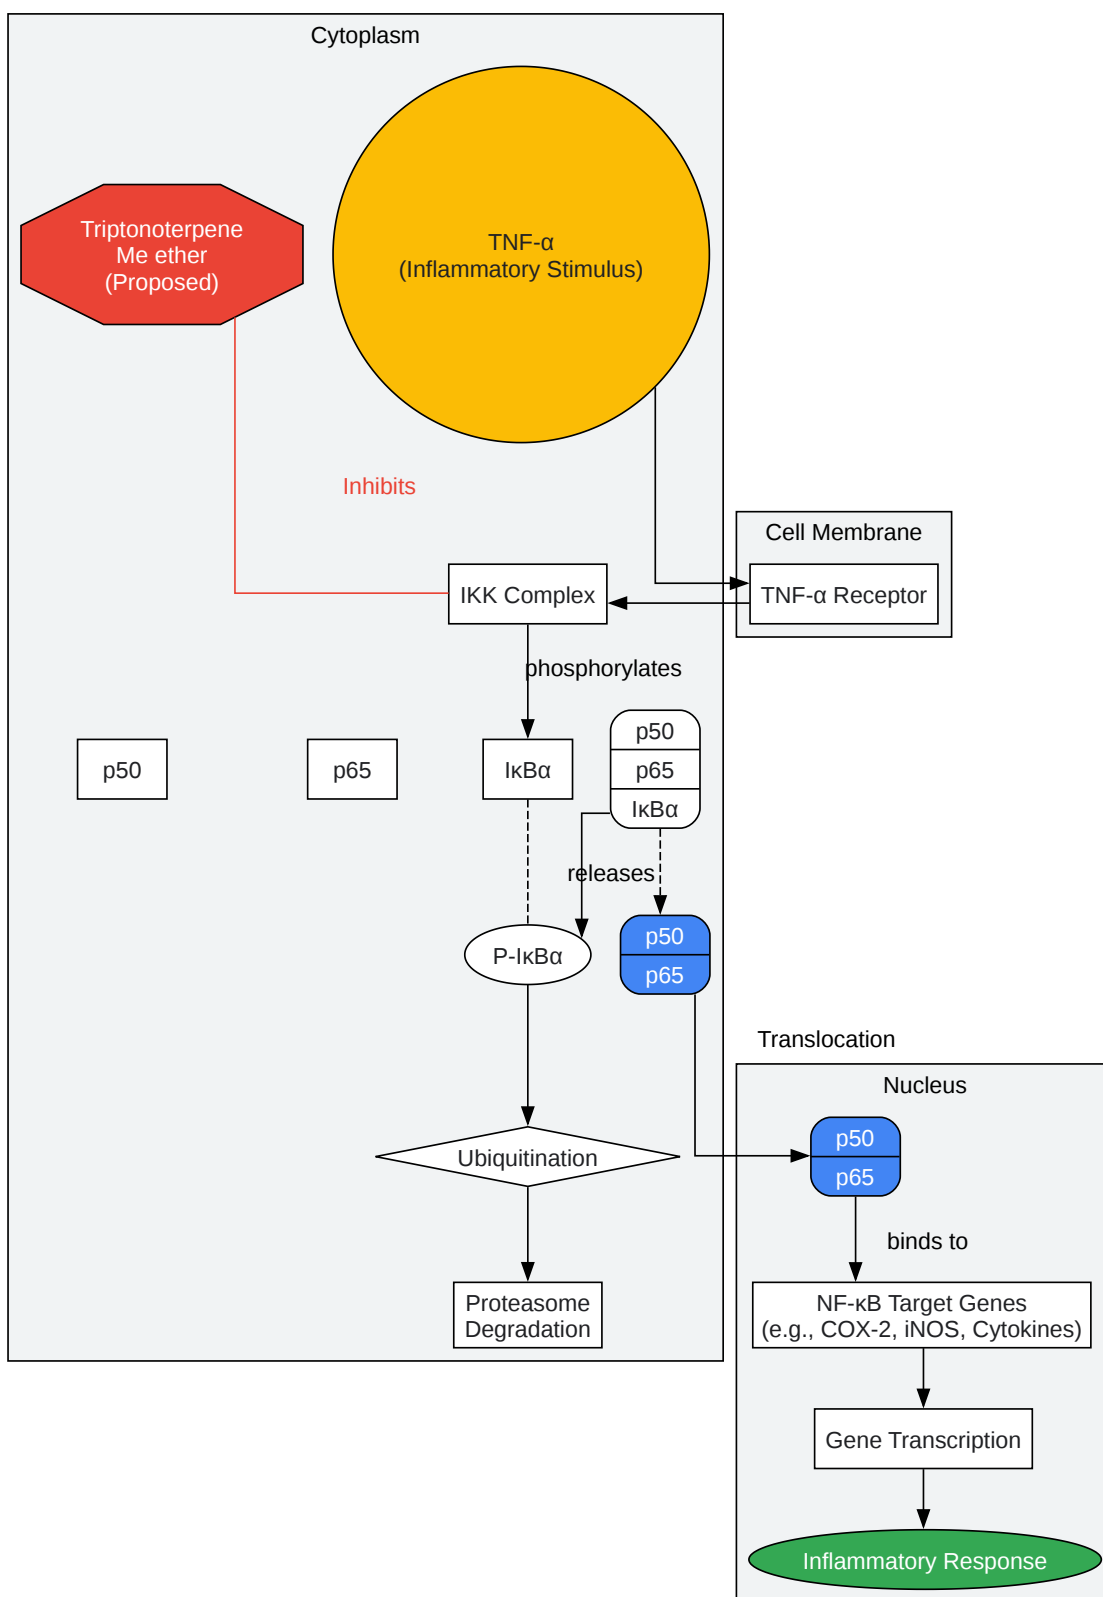 Cytoplasm
Triptonoterpene
Me ether
(Proposed)
TNF-α
(Inflammatory Stimulus)
Inhibits
Cell Membrane
IKK Complex
TNF-α Receptor
phosphorylates
p50
p65
IκBα
p50
p65
IκBα
releases
P-IκBα
p50
p65
Translocation
Nucleus
p50
p65
Ubiquitination
binds to
Proteasome
Degradation
NF-κB Target Genes
(e.g., COX-2, iNOS, Cytokines)
Gene Transcription
Inflammatory Response